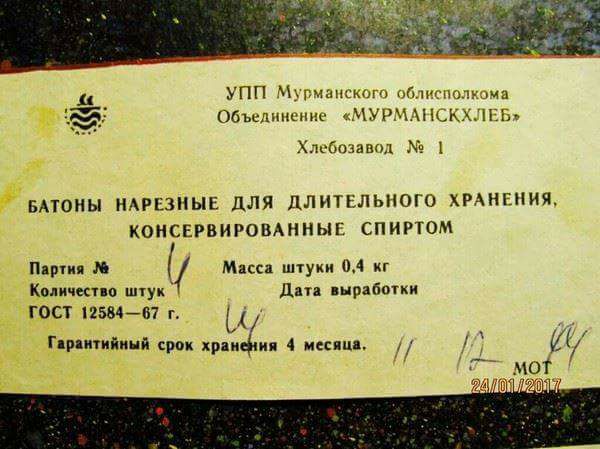 УПП Мурманского облисполкома
Объединение «МУРМАНСКХЛЕБ»
Хлебозавод № 1
БАТОНЫ НАРЕЗНЫЕ ДЛЯ ДЛИТЕЛЬНОГО ХРАНЕНИЯ,
КОНСЕРВИРОВАННЫЕ СПИРТОМ
Партия № 4 Масса штуки 0,4 кг
Количество штук Дата выработки
ГОСТ 12584—67 г.
Гарантийный срок хранения 4 месяца. 11 12
МОТ
24/01/2017